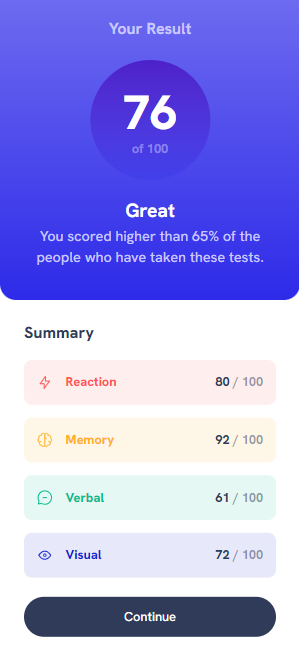 Your Result
76
of 100
Great
You scored higher than 65% of the
people who have taken these tests.
Summary
Reaction 80 / 100
Memory 92 / 100
Verbal 61 / 100
Visual 72 / 100
Continue